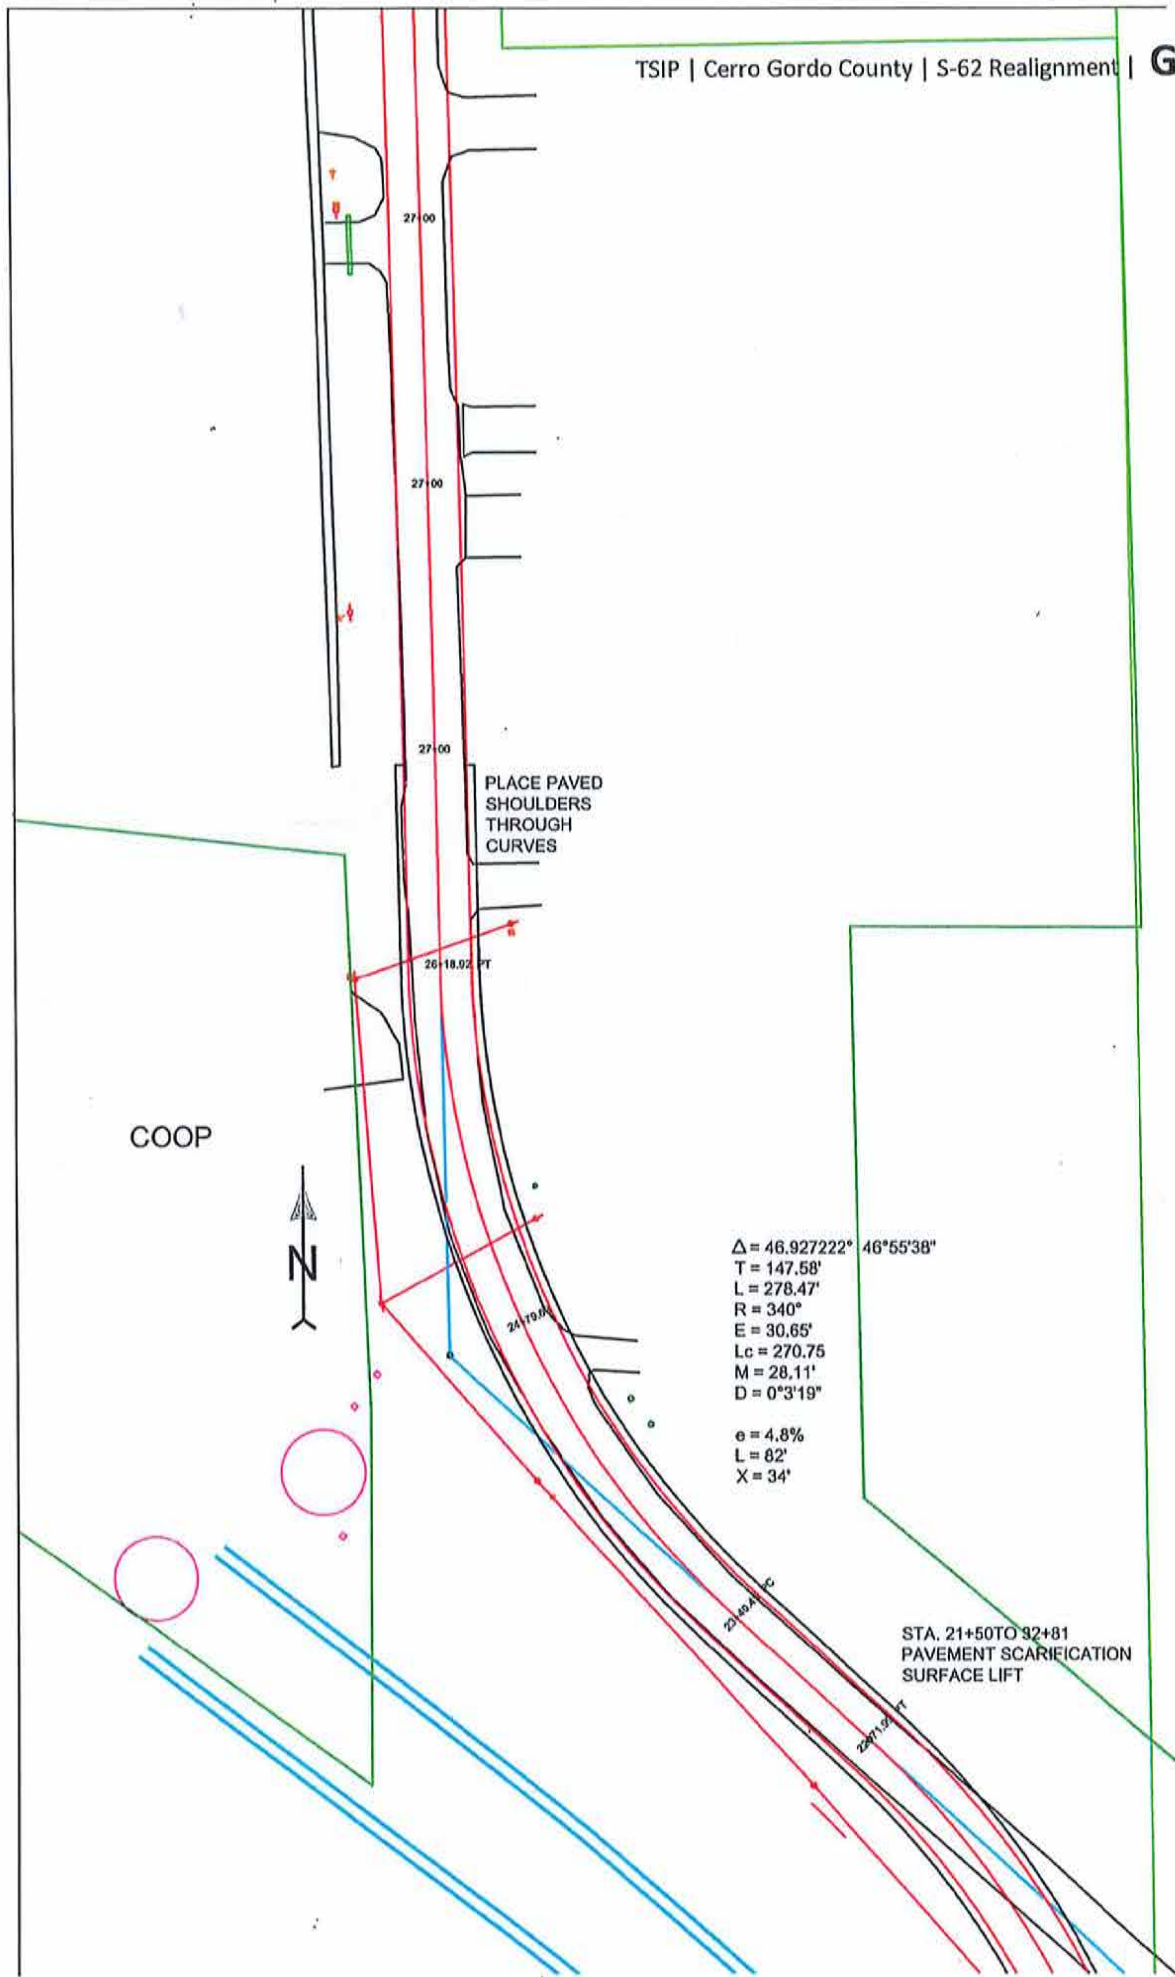 TSIP | Cerro Gordo County | S-62 Realignment | G
27+00
27+00
27+00
PLACE PAVED
SHOULDERS
THROUGH
CURVES
26+18.92 PT
COOP
N
Δ = 46.927222° 46°55'38"
T = 147.58'
L = 278.47'
R = 340°
E = 30.65'
Lc = 270.75
M = 28.11'
D = 0°3'19"
e = 4.8%
L = 82'
X = 34'
STA. 21+50TO 32+81
PAVEMENT SCARIFICATION
SURFACE LIFT